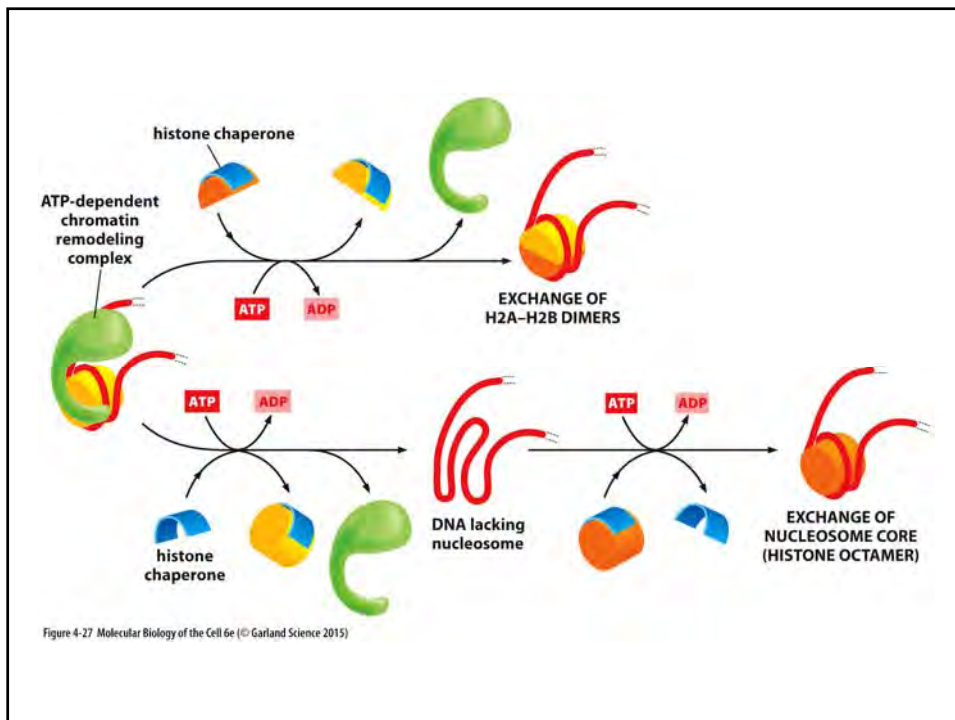 histone chaperone
ATP-dependent
chromatin
remodeling
complex
ATP
ADP
EXCHANGE OF
H2A–H2B DIMERS
ATP
ADP
ATP
ADP
histone
chaperone
DNA lacking
nucleosome
EXCHANGE OF
NUCLEOSOME CORE
(HISTONE OCTAMER)
Figure 4-27 Molecular Biology of the Cell 6e (© Garland Science 2015)